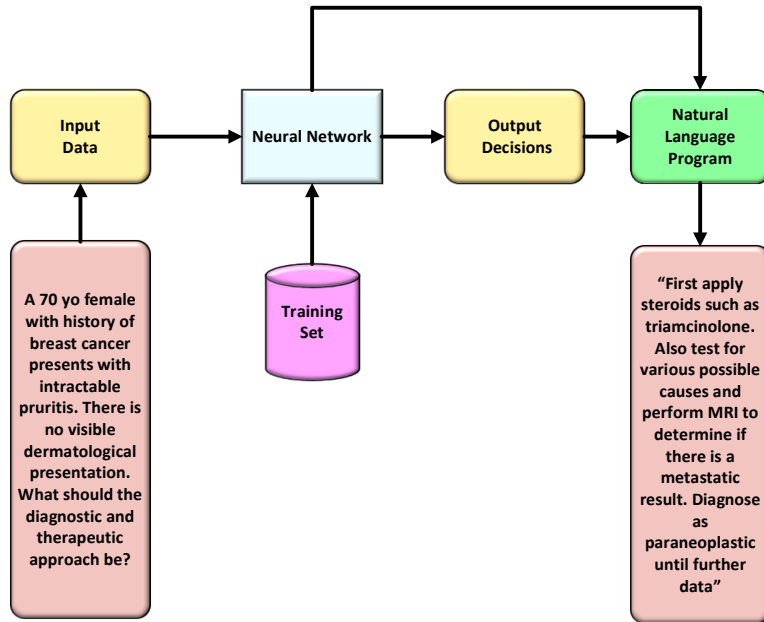 Input
Data
Neural Network
Output
Decisions
Natural
Language
Program
Training
Set
A 70 yo female
with history of
breast cancer
presents with
intractable
pruritis. There is
no visible
dermatological
presentation.
What should the
diagnostic and
therapeutic
approach be?
“First apply
steroids such as
triamcinolone.
Also test for
various possible
causes and
perform MRI to
determine if
there is a
metastatic
result. Diagnose
as
paraneoplastic
until further
data”